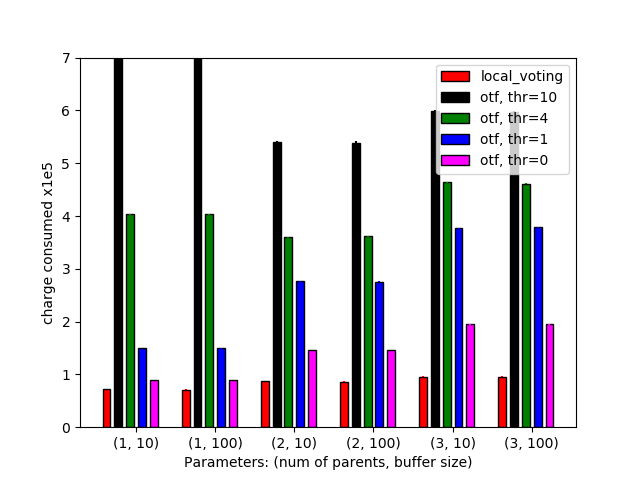 7
6
5
4
3
2
1
0
charge consumed x1e5
local_voting
otf, thr=10
otf, thr=4
otf, thr=1
otf, thr=0
(1, 10) (1, 100) (2, 10) (2, 100) (3, 10) (3, 100)
Parameters: (num of parents, buffer size)